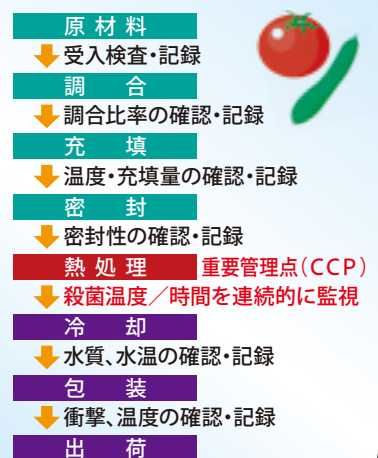 原材料
受入検査・記録
調合
調合比率の確認・記録
充填
温度・充填量の確認・記録
密封
密封性の確認・記録
熱処理 重要管理点(CCP)
殺菌温度／時間を連続的に監視
冷却
水質、水温の確認・記録
包装
衝撃、温度の確認・記録
出荷